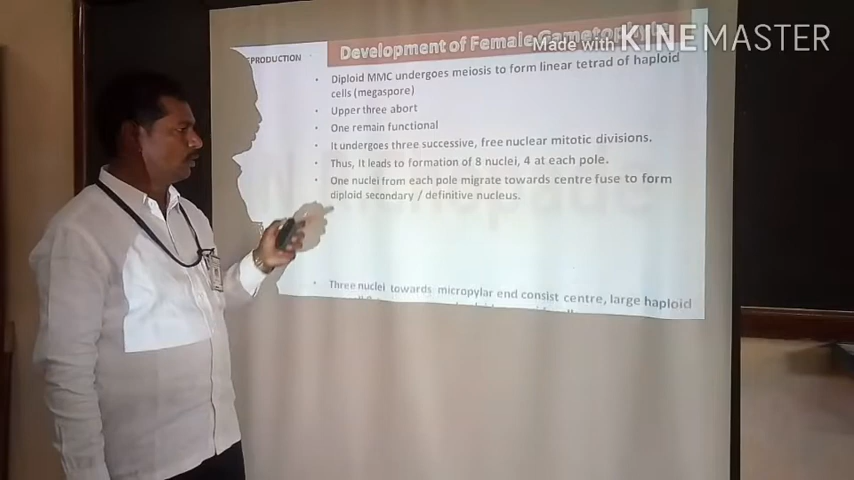 Made with KINEMASTER
PRODUCTION
Development of Female
Diploid MMC undergoes meiosis to form linear tetrad of haploid
cells (megaspore)
Upper three abort
One remain functional
It undergoes three successive, free nuclear mitotic divisions.
Thus, It leads to formation of 8 nuclei, 4 at each pole.
One nuclei from each pole migrate towards centre fuse to form
diploid secondary / definitive nucleus.
Three nuclei towards micropylar end consist centre, large haploid